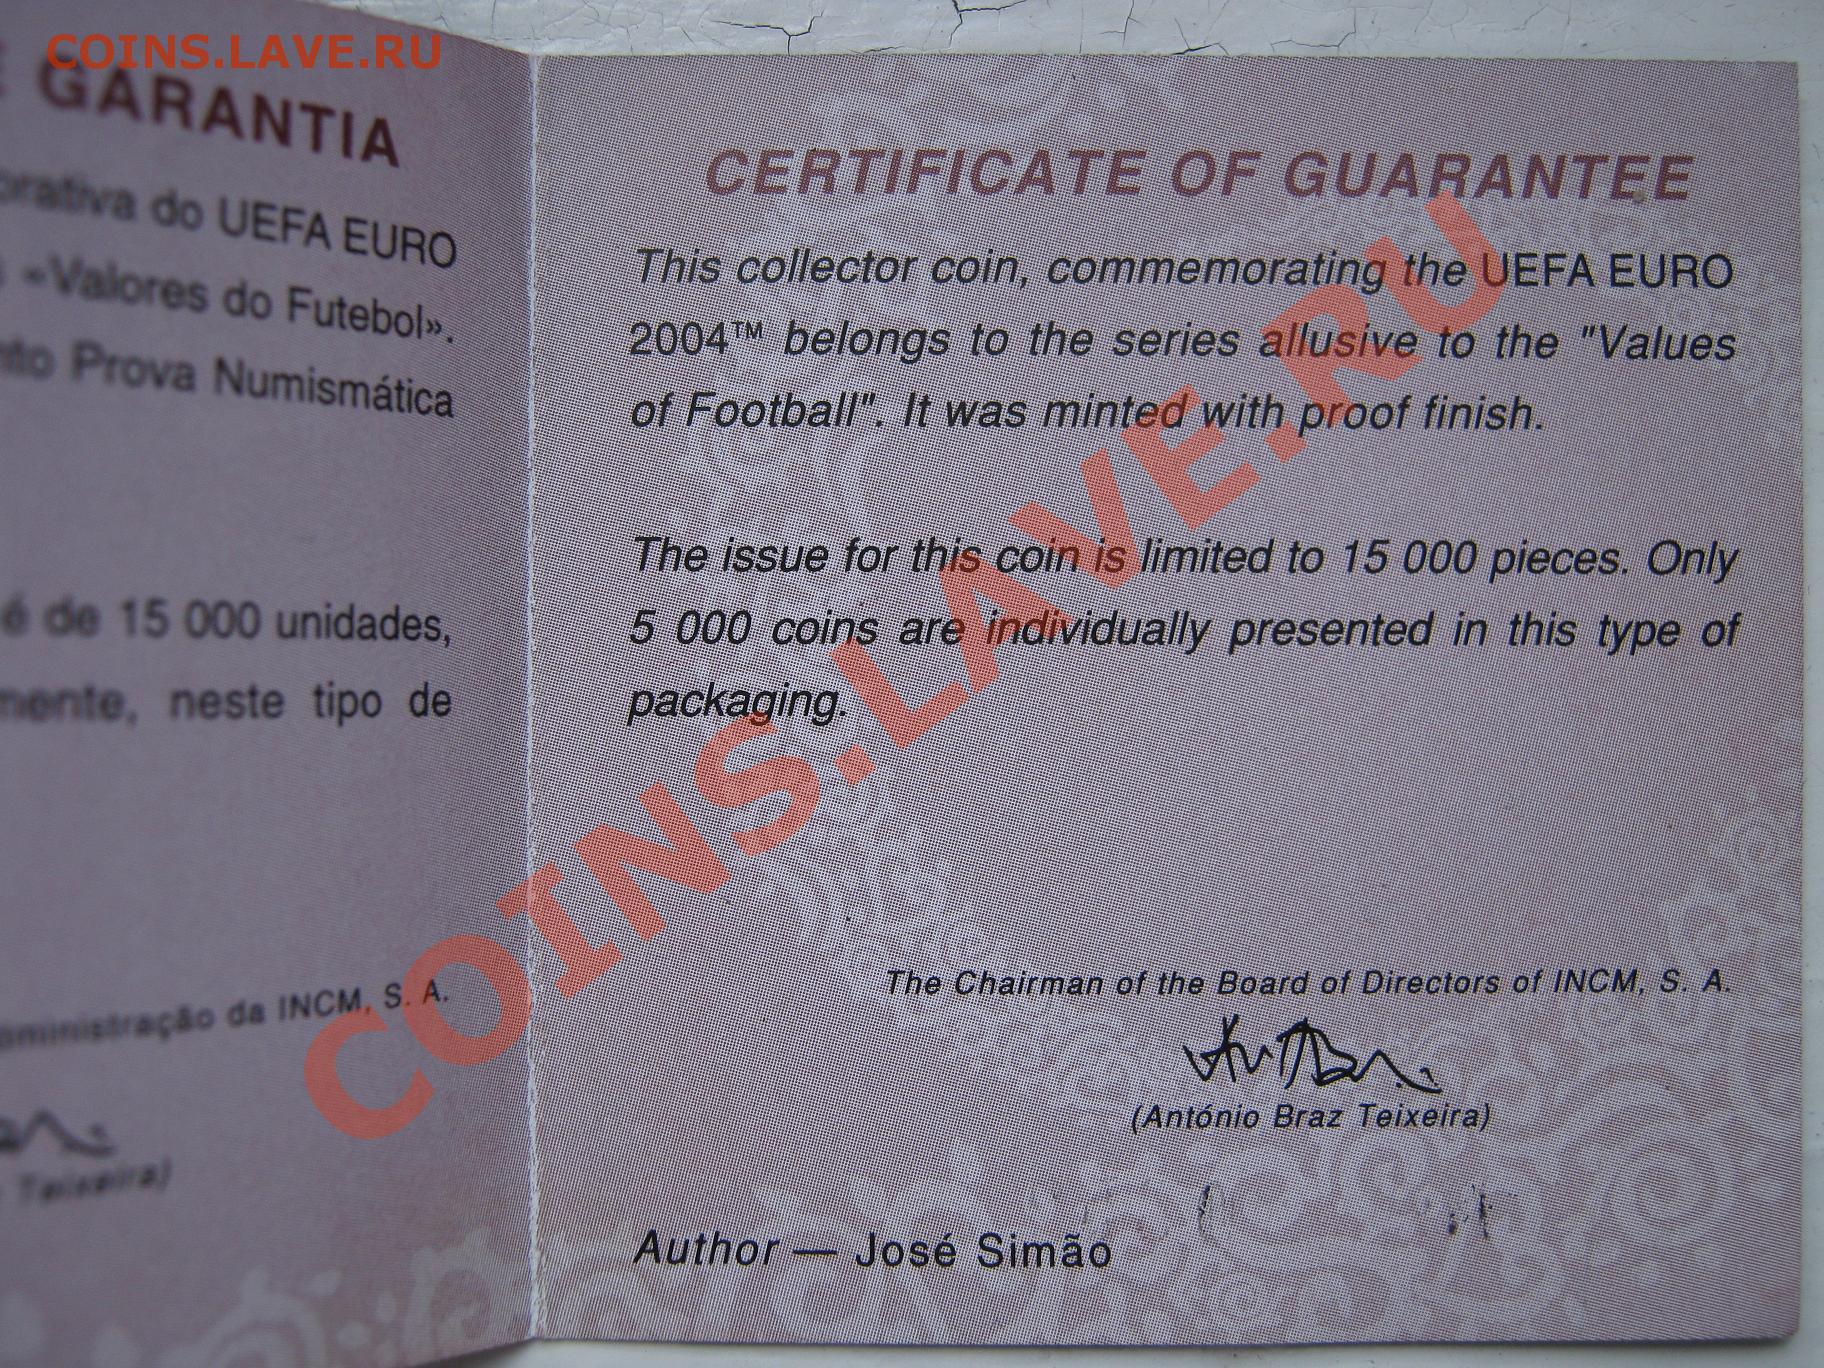 COINS.LAVE.RU
GARANTIA
do UEFA EURO
«Valores do Futebol».
Prova Numismática
é de 15 000 unidades,
neste tipo de
da INCM, S. A.
Teixeira)
CERTIFICATE OF GUARANTEE
This collector coin, commemorating the UEFA EURO
2004™ belongs to the series allusive to the "Values
of Football". It was minted with proof finish.
The issue for this coin is limited to 15 000 pieces. Only
5 000 coins are individually presented in this type of
packaging.
The Chairman of the Board of Directors of INCM, S. A.
(António Braz Teixeira)
Author — José Simão
COINS.LAVE.RU